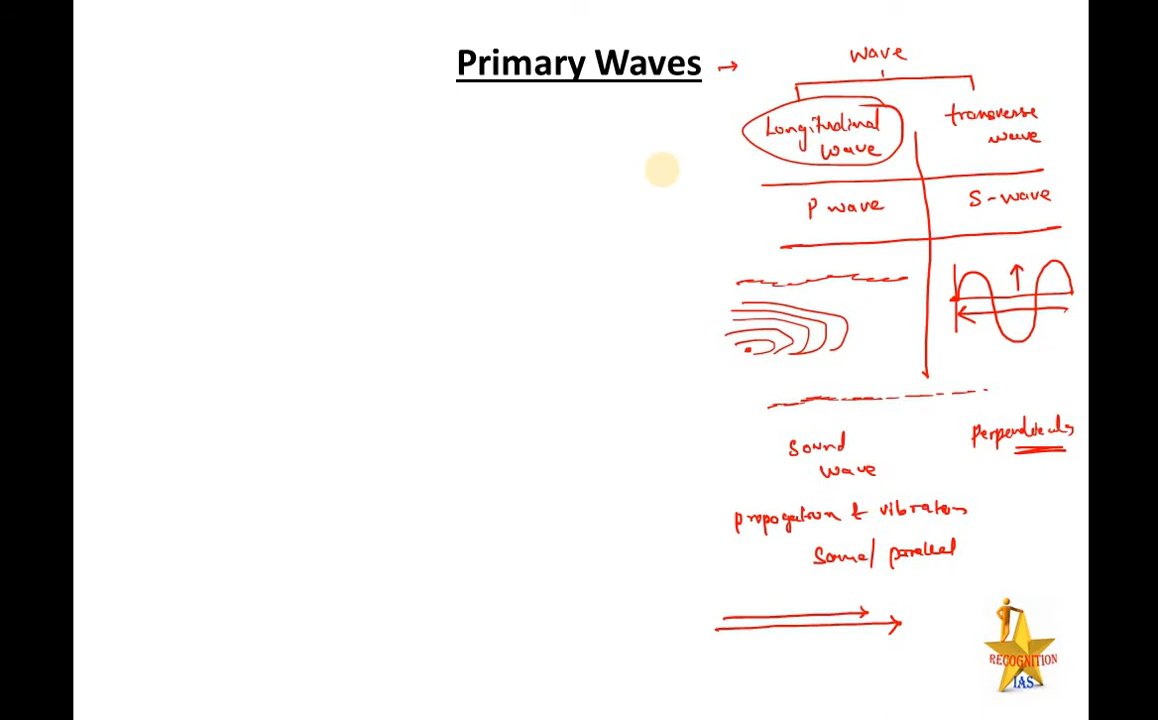 Primary Waves
wave
Longitudinal
wave
transverse
wave
P wave
S-wave
Sound
wave
Perpendicular
propogation & vibration
Same/ parallel
RECOGNITION
IAS